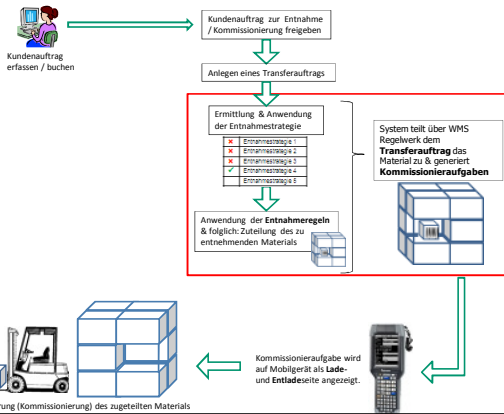 Kundenauftrag
erfassen / buchen
Kundenauftrag zur Entnahme
/ Kommissionierung freigeben
Anlegen eines Transferauftrags
Ermittlung & Anwendung
der Entnahmestrategie
Entnahmestrategie 1
Entnahmestrategie 2
Entnahmestrategie 3
Entnahmestrategie 4
Entnahmestrategie 5
Anwendung der Entnahmeregeln
& folglich: Zuteilung des zu
entnehmenden Materials
System teilt über WMS
Regelwerk dem
Transferauftrag das
Material zu & generiert
Kommissionieraufgaben
Kommissionieraufgabe wird
auf Mobilgerät als Lade-
und Entladeseite angezeigt.
rung (Kommissionierung) des zugeteilten Materials